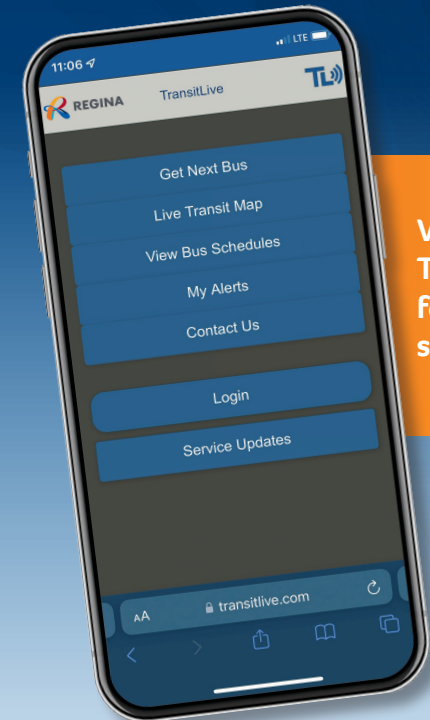 11:06
LTE
REGINA
TransitLive
TL
Get Next Bus
Live Transit Map
View Bus Schedules
My Alerts
Contact Us
Login
Service Updates
AA
transitlive.com